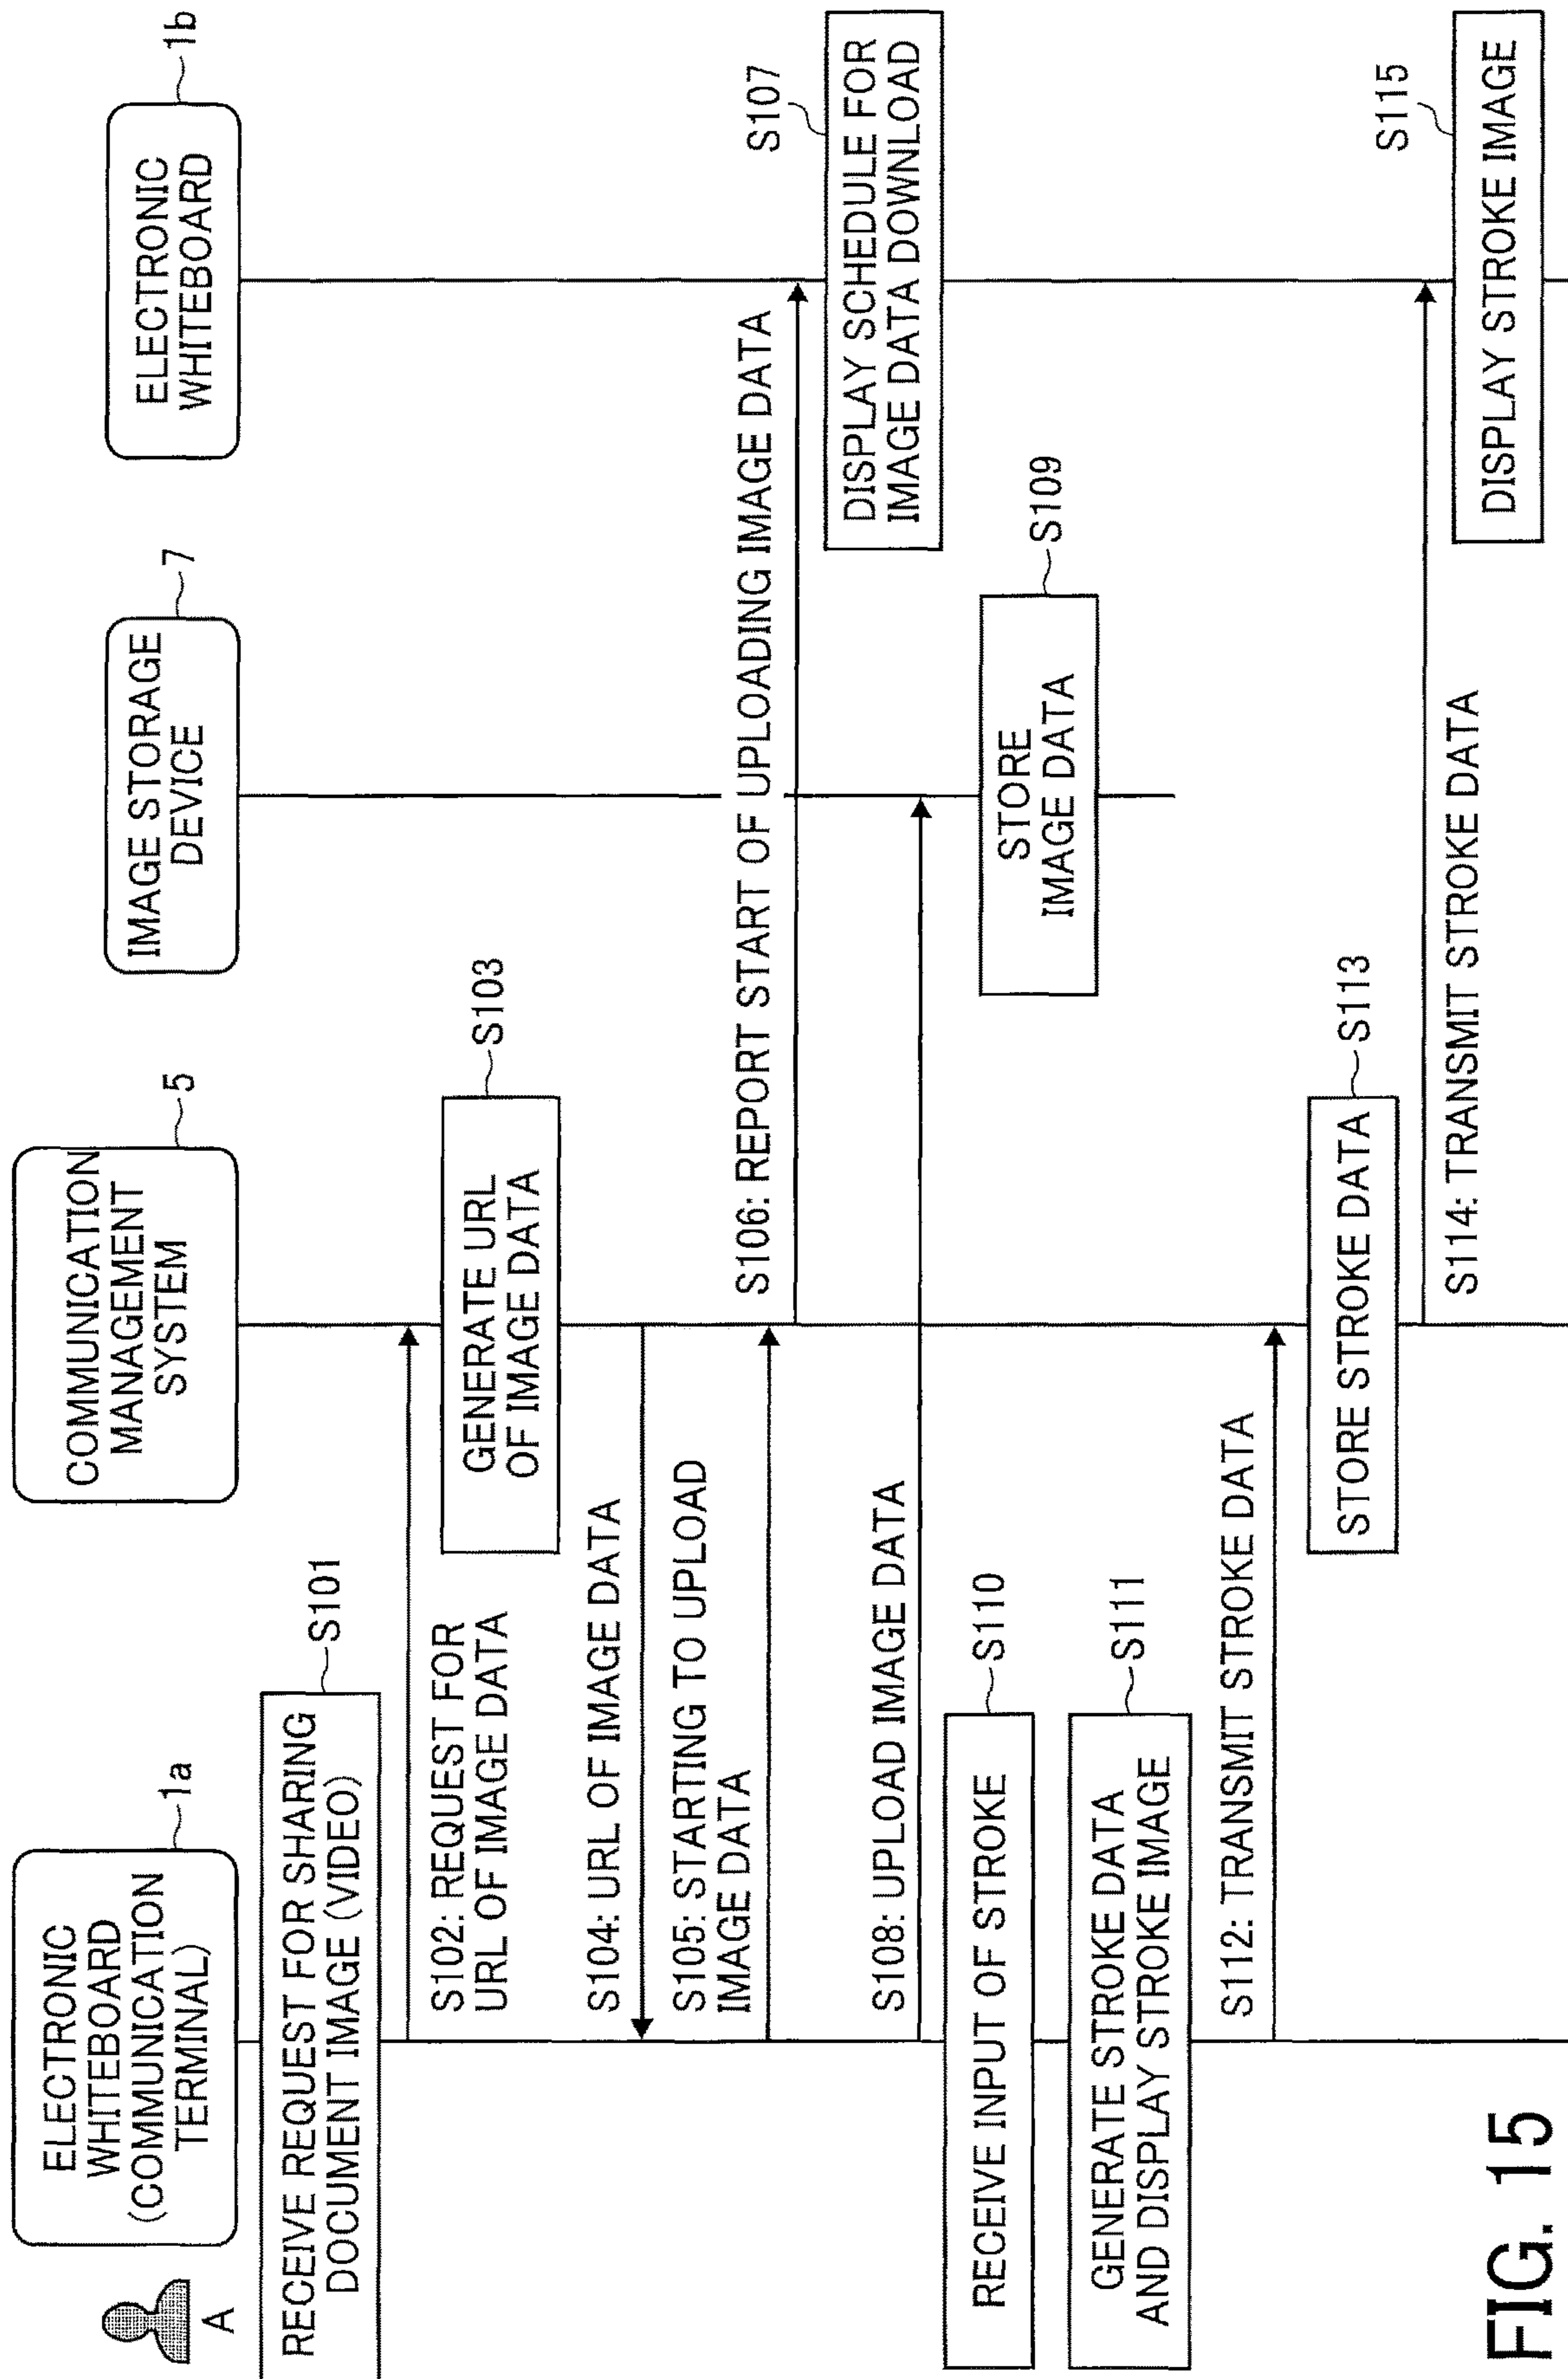 ELECTRONIC
WHITEBOARD
(COMMUNICATION
TERMINAL)
1a
A
COMMUNICATION
MANAGEMENT
SYSTEM
5
IMAGE STORAGE
DEVICE
7
ELECTRONIC
WHITEBOARD
1b
RECEIVE REQUEST FOR SHARING
DOCUMENT IMAGE (VIDEO)
S101
S102: REQUEST FOR
URL OF IMAGE DATA
GENERATE URL
OF IMAGE DATA
S103
S104: URL OF IMAGE DATA
S105: STARTING TO UPLOAD
IMAGE DATA
S106: REPORT START OF UPLOADING IMAGE DATA
S107
DISPLAY SCHEDULE FOR
IMAGE DATA DOWNLOAD
S108: UPLOAD IMAGE DATA
STORE
IMAGE DATA
S109
RECEIVE INPUT OF STROKE
S110
GENERATE STROKE DATA
AND DISPLAY STROKE IMAGE
S111
S112: TRANSMIT STROKE DATA
STORE STROKE DATA
S113
S114: TRANSMIT STROKE DATA
S115
DISPLAY STROKE IMAGE
FIG. 15